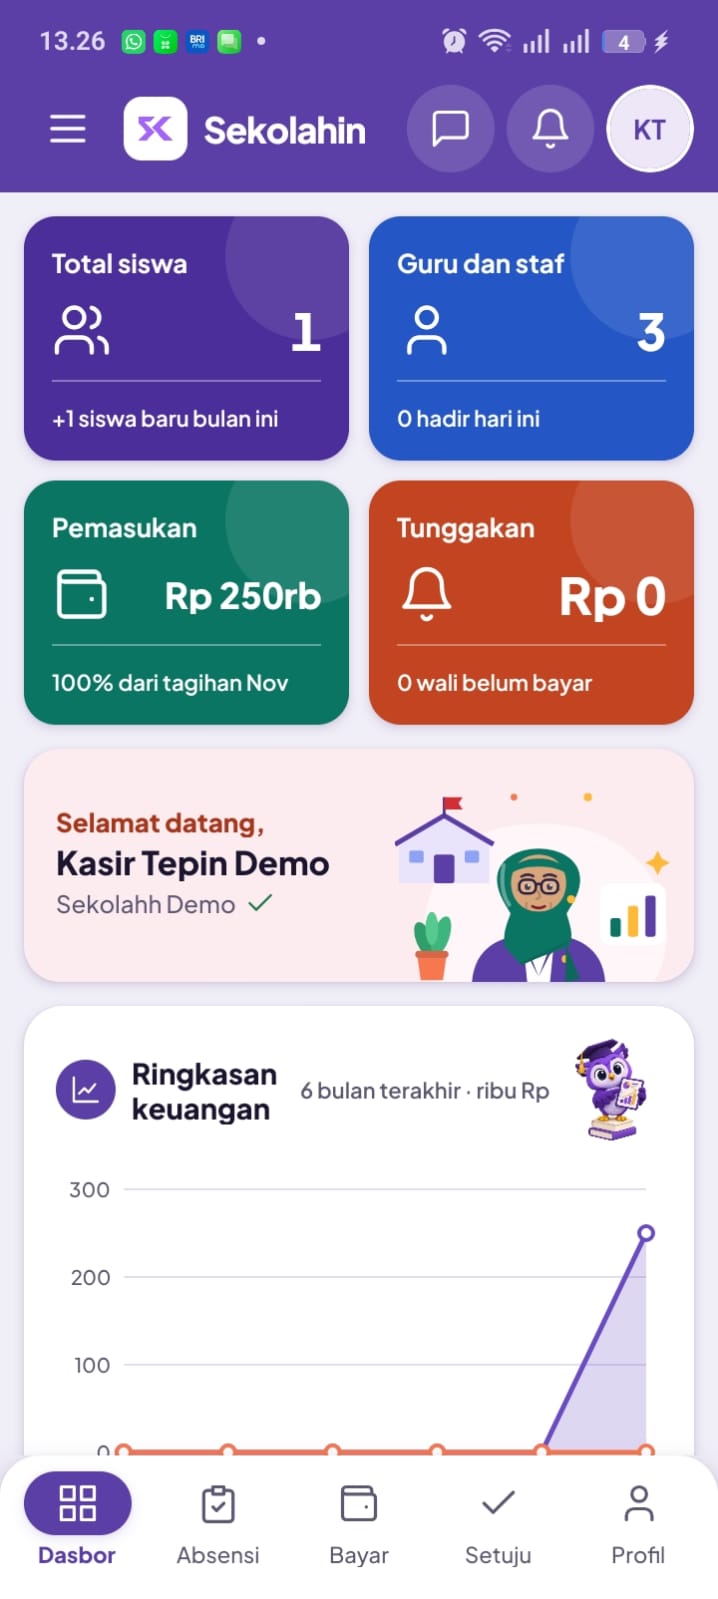 13.26
BRI
mo
4
Sekolahin
KT
Total siswa
1
+1 siswa baru bulan ini
Guru dan staf
3
0 hadir hari ini
Pemasukan
Rp 250rb
100% dari tagihan Nov
Tunggakan
Rp 0
0 wali belum bayar
Selamat datang,
Kasir Tepin Demo
Sekolahh Demo
Ringkasan
keuangan
6 bulan terakhir · ribu Rp
300
200
100
0
Dasbor
Absensi
Bayar
Setuju
Profil